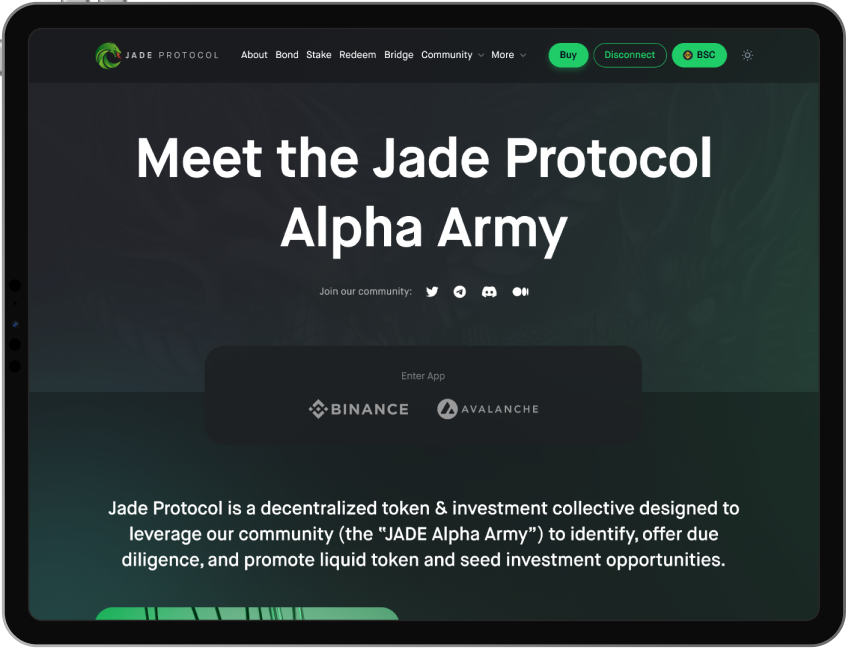 JADE PROTOCOL About Bond Stake Redeem Bridge Community More Buy Disconnect BSC
Meet the Jade Protocol
Alpha Army
Join our community:
Enter App
BINANCE AVALANCHE
Jade Protocol is a decentralized token & investment collective designed to
leverage our community (the “JADE Alpha Army”) to identify, offer due
diligence, and promote liquid token and seed investment opportunities.